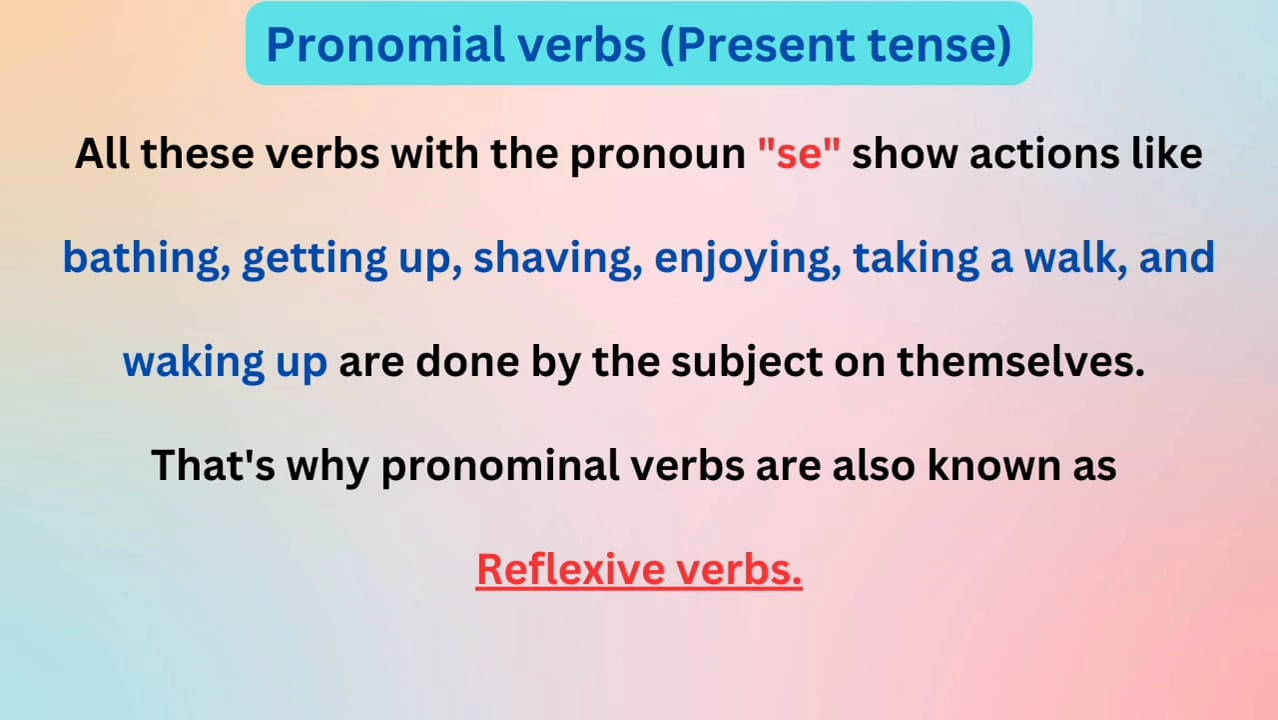 Pronomial verbs (Present tense)
All these verbs with the pronoun "se" show actions like
bathing, getting up, shaving, enjoying, taking a walk, and
waking up are done by the subject on themselves.
That's why pronominal verbs are also known as
Reflexive verbs.